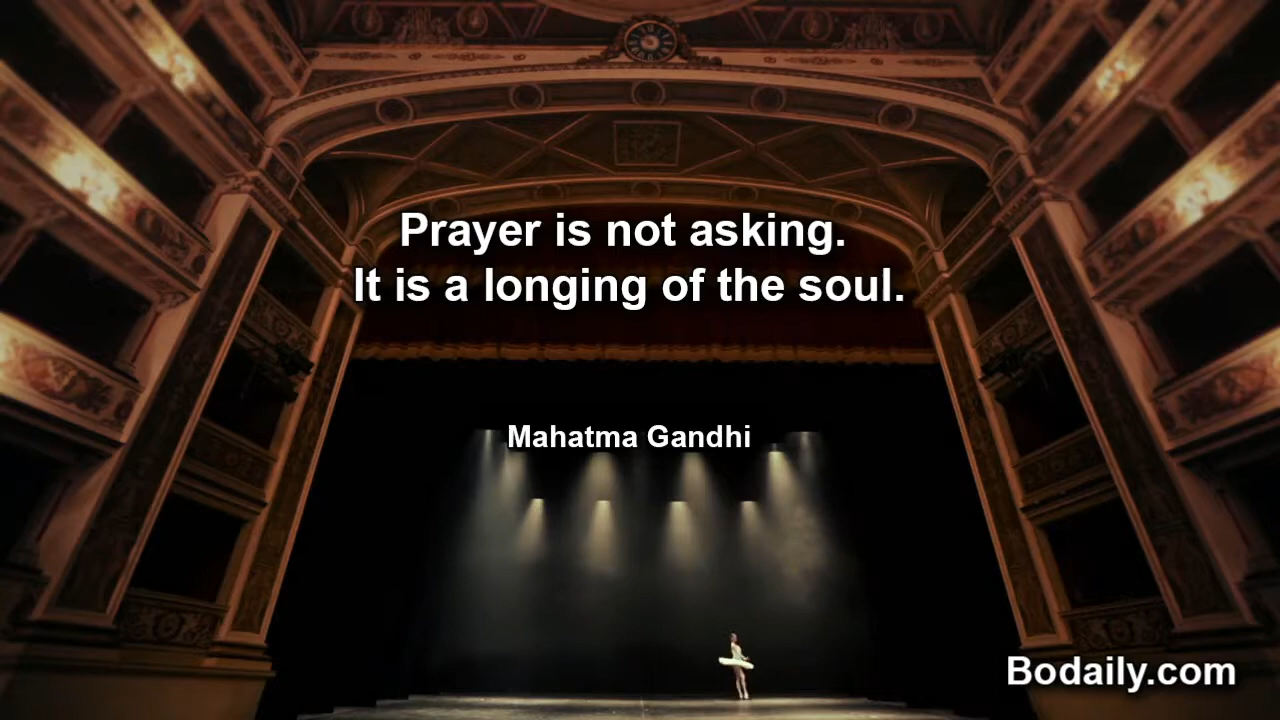 Prayer is not asking.
It is a longing of the soul.
Mahatma Gandhi
Bodaily.com